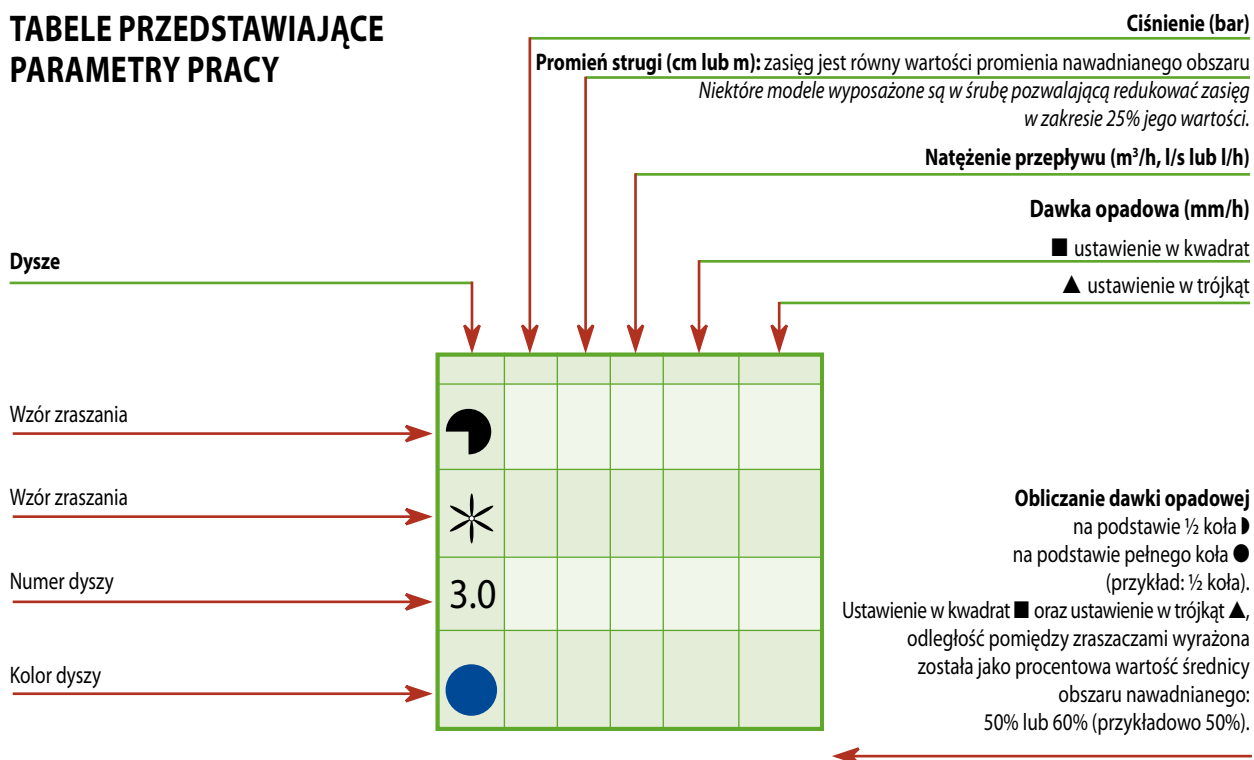 TABELE PRZEDSTAWIAJĄCE
PARAMETRY PRACY
Ciśnienie (bar)
Promień strugi (cm lub m): zasięg jest równy wartości promienia nawadnianego obszaru
Niektóre modele wyposażone są w śrubę pozwalającą redukować zasięg
w zakresie 25% jego wartości.
Natężenie przepływu (m³/h, l/s lub l/h)
Dawka opadowa (mm/h)
■ ustawienie w kwadrat
▲ ustawienie w trójkąt
Dysze
Wzór zraszania
Wzór zraszania
Numer dyszy
3.0
Kolor dyszy
Obliczanie dawki opadowej
na podstawie ½ koła ◗
na podstawie pełnego koła ●
(przykład: ½ koła).
Ustawienie w kwadrat ■ oraz ustawienie w trójkąt ▲,
odległość pomiędzy zraszaczami wyrażona
została jako procentowa wartość średnicy
obszaru nawadnianego:
50% lub 60% (przykładowo 50%).